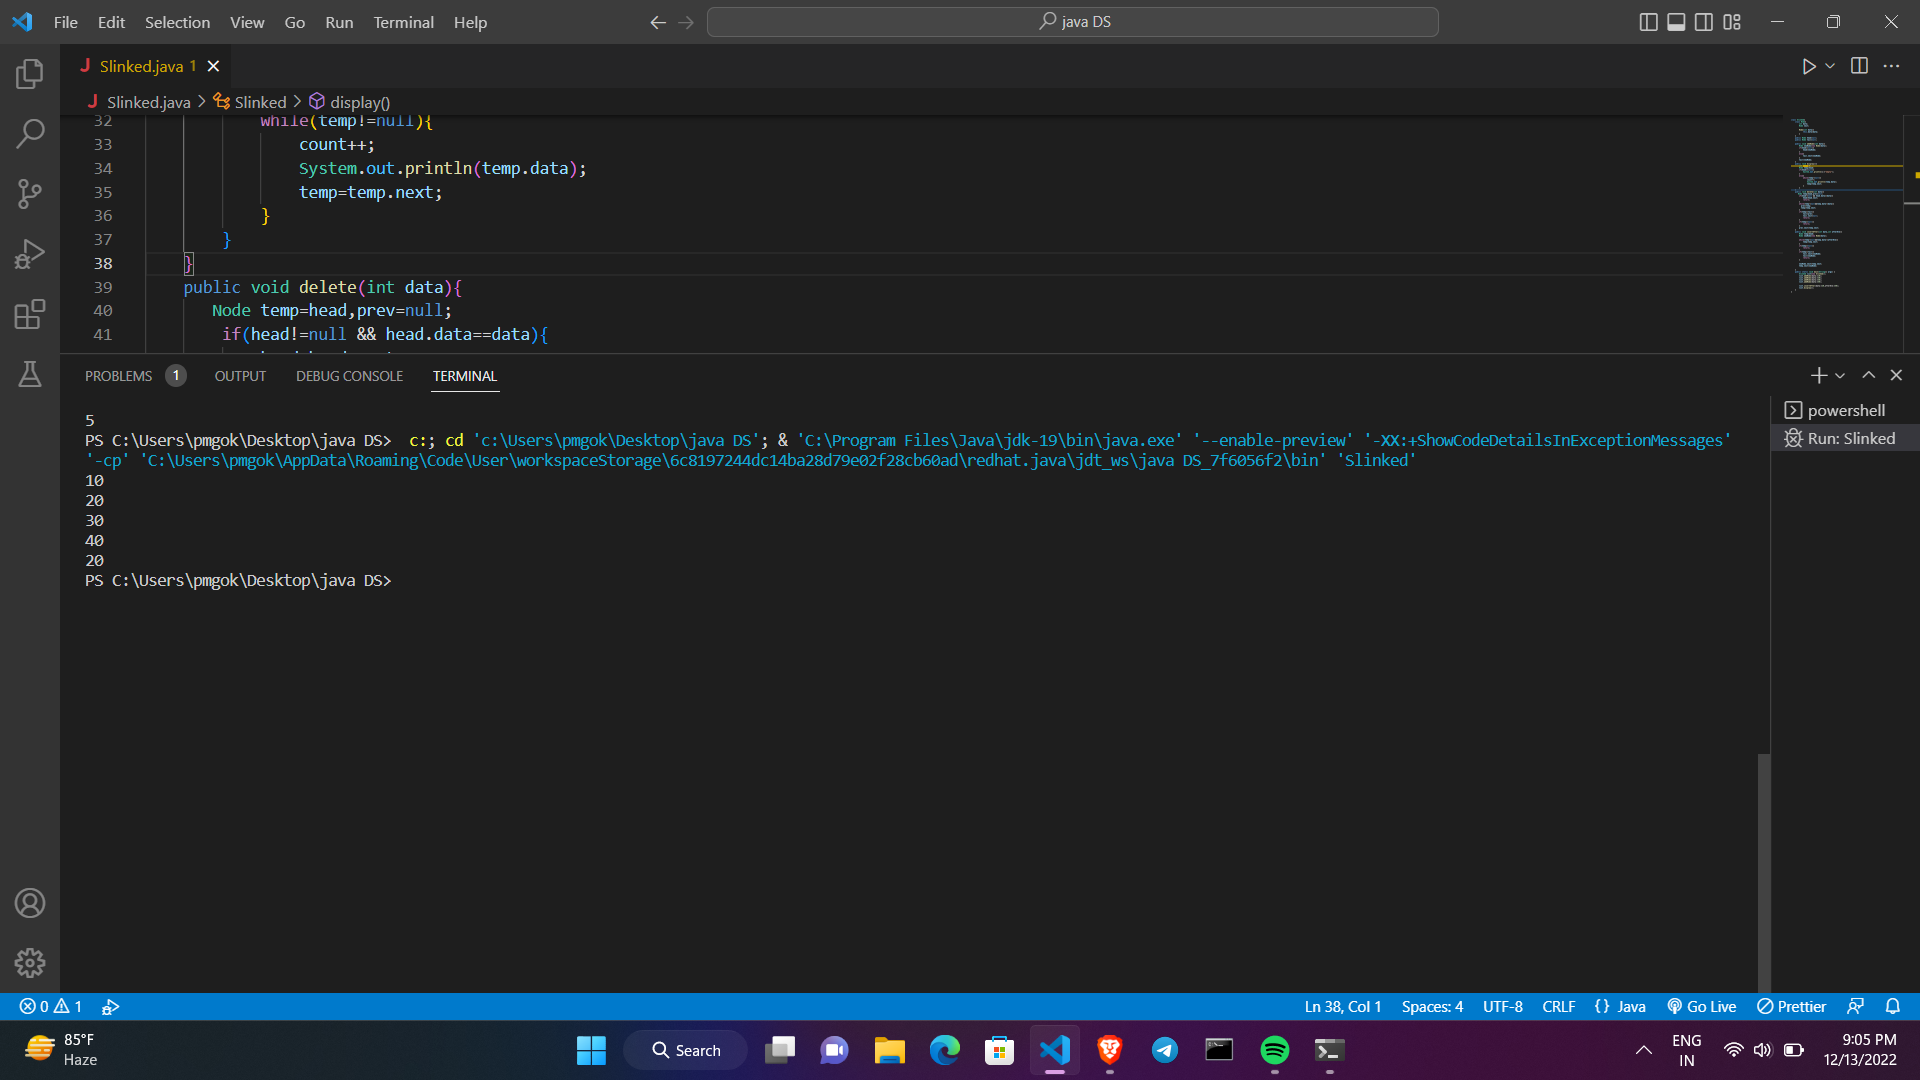 File Edit Selection View Go Run Terminal Help
java DS
Slinked.java 1
Slinked.java > Slinked > display()
32 while(temp!=null){
33 count++;
34 System.out.println(temp.data);
35 temp=temp.next;
36 }
37 }
38 }
39 public void delete(int data){
40 Node temp=head,prev=null;
41 if(head!=null && head.data==data){
PROBLEMS 1 OUTPUT DEBUG CONSOLE TERMINAL
powershell
Run: Slinked
5
PS C:\Users\pmgok\Desktop\java DS>  c:; cd 'c:\Users\pmgok\Desktop\java DS'; & 'C:\Program Files\Java\jdk-19\bin\java.exe' '--enable-preview' '-XX:+ShowCodeDetailsInExceptionMessages'
'-cp' 'C:\Users\pmgok\AppData\Roaming\Code\User\workspaceStorage\6c8197244dc14ba28d79e02f28cb60ad\redhat.java\jdt_ws\java DS_7f6056f2\bin' 'Slinked'
10
20
30
40
20
PS C:\Users\pmgok\Desktop\java DS>
0 1 Ln 38, Col 1 Spaces: 4 UTF-8 CRLF {} Java Go Live Prettier
85°F
Haze
Search
ENG
IN
9:05 PM
12/13/2022